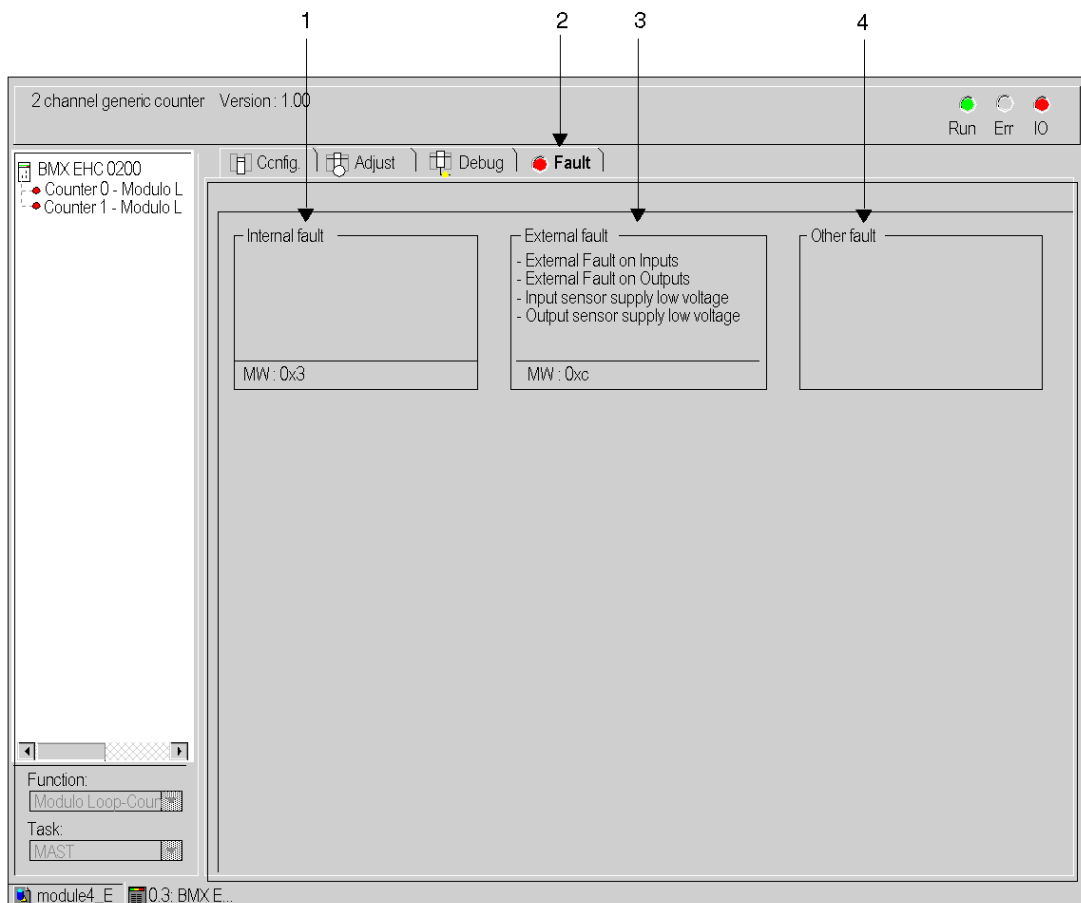 1 2 3 4
2 channel generic counter Version : 1.00
Run Err IO
BMX EHC 0200
Counter 0 - Modulo L
Counter 1 - Modulo L
Config. Adjust Debug Fault
Internal fault
MW : 0x3
External fault
- External Fault on Inputs
- External Fault on Outputs
- Input sensor supply low voltage
- Output sensor supply low voltage
MW : 0xc
Other fault
Function:
Modulo Loop-Coun
Task:
MAST
module4_E 0.3: BMX E...